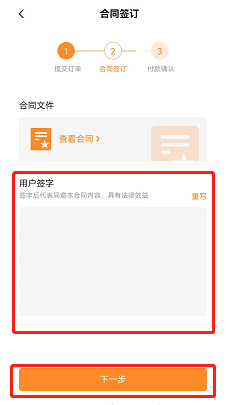 合同签订
1
2
3
提交订单
合同签订
付款确认
合同文件
查看合同 >
用户签字
签字后代表同意本合同内容，具有法律效益
重写
下一步